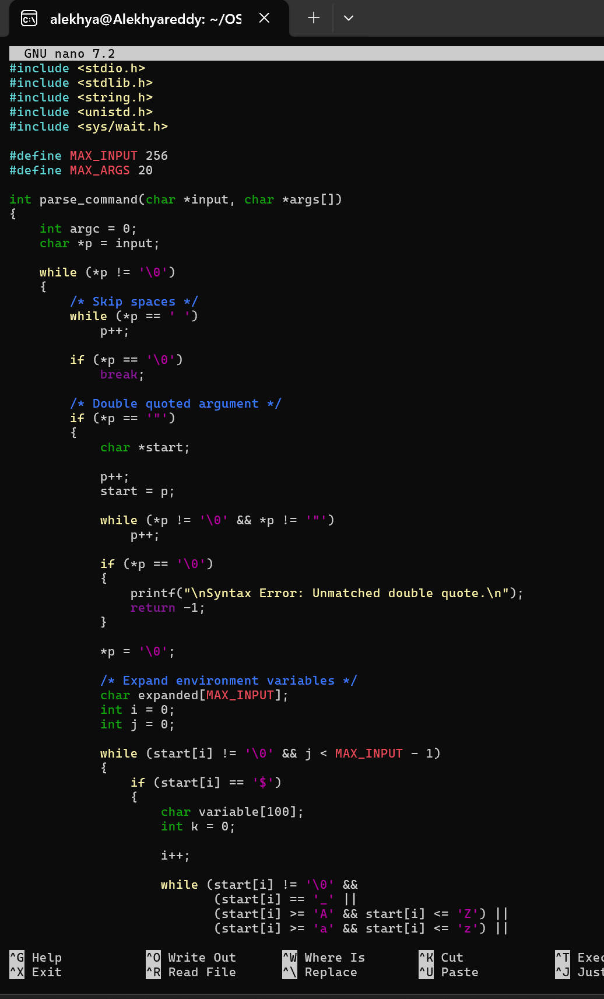 alekhya@Alekhyareddy: ~/OS
GNU nano 7.2
#include <stdio.h>
#include <stdlib.h>
#include <string.h>
#include <unistd.h>
#include <sys/wait.h>
#define MAX_INPUT 256
#define MAX_ARGS 20
int parse_command(char *input, char *args[])
{
    int argc = 0;
    char *p = input;
    while (*p != '\0')
    {
        /* Skip spaces */
        while (*p == ' ')
            p++;
        if (*p == '\0')
            break;
        /* Double quoted argument */
        if (*p == '"')
        {
            char *start;
            p++;
            start = p;
            while (*p != '\0' && *p != '"')
                p++;
            if (*p == '\0')
            {
                printf("\nSyntax Error: Unmatched double quote.\n");
                return -1;
            }
            *p = '\0';
            /* Expand environment variables */
            char expanded[MAX_INPUT];
            int i = 0;
            int j = 0;
            while (start[i] != '\0' && j < MAX_INPUT - 1)
            {
                if (start[i] == '$')
                {
                    char variable[100];
                    int k = 0;
                    i++;
                    while (start[i] != '\0' &&
                           (start[i] == '_' ||
                           (start[i] >= 'A' && start[i] <= 'Z') ||
                           (start[i] >= 'a' && start[i] <= 'z') ||
^G Help ^O Write Out ^W Where Is ^K Cut ^T Exec
^X Exit ^R Read File ^\ Replace ^U Paste ^J Just